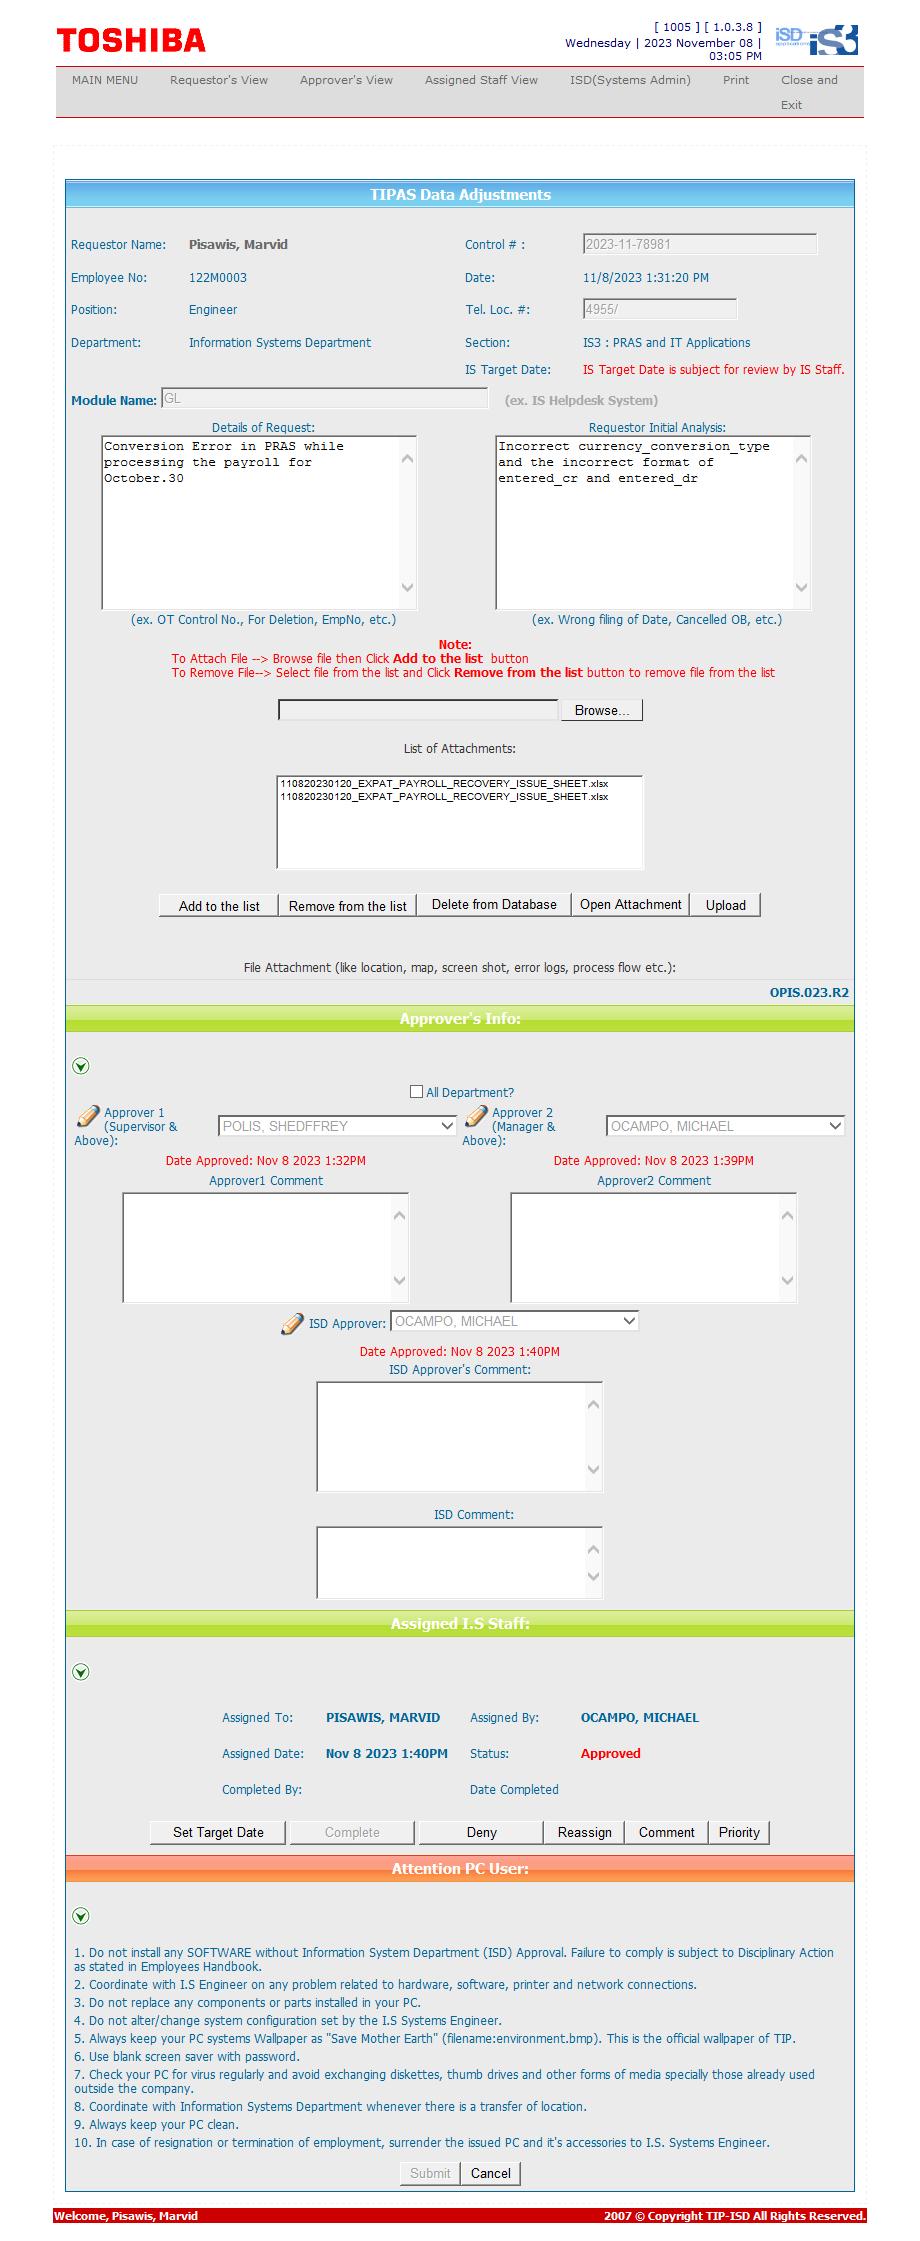 TOSHIBA
[ 1005 ] [ 1.0.3.8 ]
Wednesday | 2023 November 08 |
03:05 PM
MAIN MENU Requestor's View Approver's View Assigned Staff View ISD(Systems Admin) Print Close and
Exit
TIPAS Data Adjustments
Requestor Name: Pisawis, Marvid Control # : 2023-11-78981
Employee No: 122M0003 Date: 11/8/2023 1:31:20 PM
Position: Engineer Tel. Loc. #: 4955/
Department: Information Systems Department Section: IS3 : PRAS and IT Applications
IS Target Date: IS Target Date is subject for review by IS Staff.
Module Name: GL (ex. IS Helpdesk System)
Details of Request: Requestor Initial Analysis:
Conversion Error in PRAS while
processing the payroll for
October.30
Incorrect currency_conversion_type
and the incorrect format of
entered_cr and entered_dr
(ex. OT Control No., For Deletion, EmpNo, etc.) (ex. Wrong filing of Date, Cancelled OB, etc.)
Note:
To Attach File --> Browse file then Click Add to the list button
To Remove File--> Select file from the list and Click Remove from the list button to remove file from the list
Browse...
List of Attachments:
110820230120_EXPAT_PAYROLL_RECOVERY_ISSUE_SHEET.xlsx
110820230120_EXPAT_PAYROLL_RECOVERY_ISSUE_SHEET.xlsx
Add to the list Remove from the list Delete from Database Open Attachment Upload
File Attachment (like location, map, screen shot, error logs, process flow etc.):
OPIS.023.R2
Approver's Info:
All Department?
Approver 1
(Supervisor &
Above):
POLIS, SHEDFFREY
Approver 2
(Manager &
Above):
OCAMPO, MICHAEL
Date Approved: Nov 8 2023 1:32PM Date Approved: Nov 8 2023 1:39PM
Approver1 Comment Approver2 Comment
ISD Approver: OCAMPO, MICHAEL
Date Approved: Nov 8 2023 1:40PM
ISD Approver's Comment:
ISD Comment:
Assigned I.S Staff:
Assigned To: PISAWIS, MARVID Assigned By: OCAMPO, MICHAEL
Assigned Date: Nov 8 2023 1:40PM Status: Approved
Completed By: Date Completed
Set Target Date Complete Deny Reassign Comment Priority
Attention PC User:
1. Do not install any SOFTWARE without Information System Department (ISD) Approval. Failure to comply is subject to Disciplinary Action
as stated in Employees Handbook.
2. Coordinate with I.S Engineer on any problem related to hardware, software, printer and network connections.
3. Do not replace any components or parts installed in your PC.
4. Do not alter/change system configuration set by the I.S Systems Engineer.
5. Always keep your PC systems Wallpaper as "Save Mother Earth" (filename:environment.bmp). This is the official wallpaper of TIP.
6. Use blank screen saver with password.
7. Check your PC for virus regularly and avoid exchanging diskettes, thumb drives and other forms of media specially those already used
outside the company.
8. Coordinate with Information Systems Department whenever there is a transfer of location.
9. Always keep your PC clean.
10. In case of resignation or termination of employment, surrender the issued PC and it's accessories to I.S. Systems Engineer.
Submit Cancel
Welcome, Pisawis, Marvid 2007 © Copyright TIP-ISD All Rights Reserved.